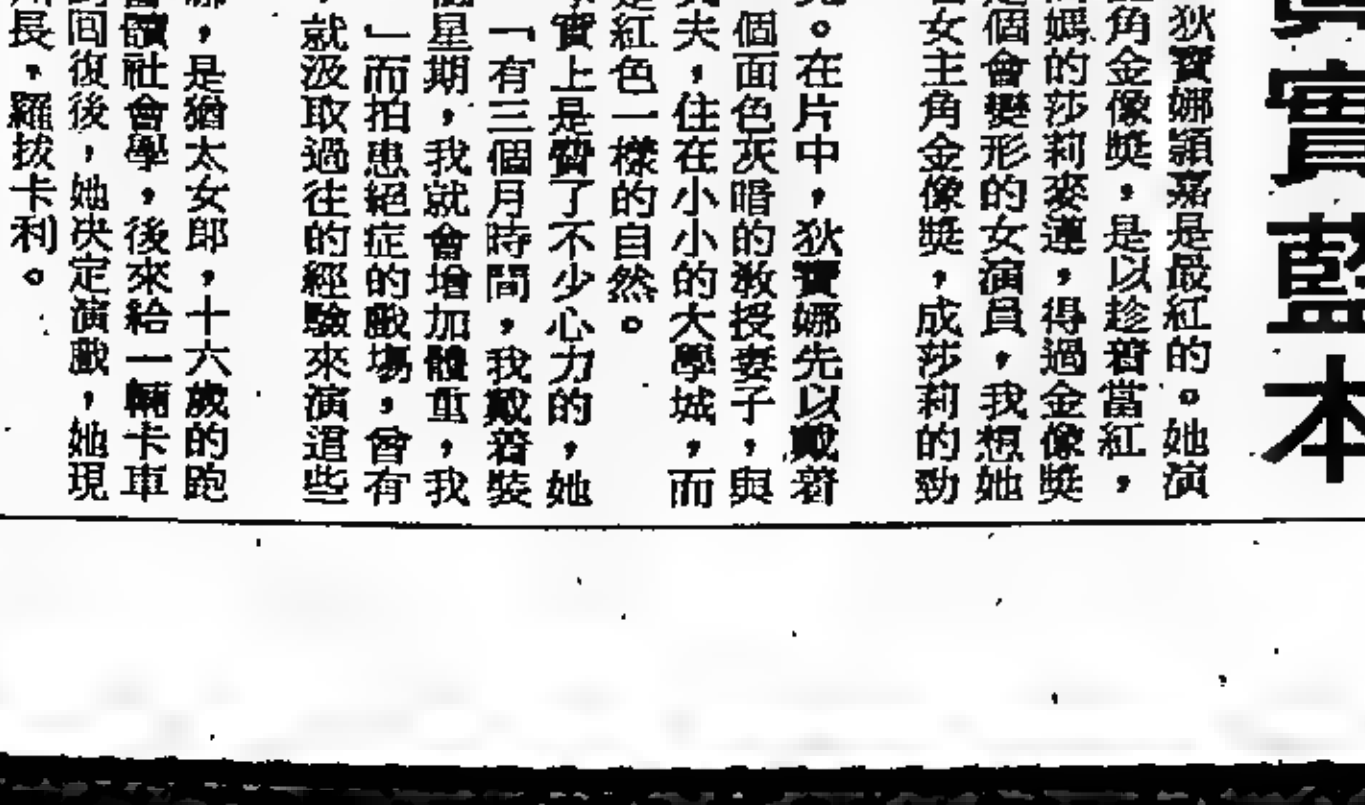 實藍本
狄寶娜頴嘉是最紅的。她演
角金像獎，是以趁着當紅，
媽的莎莉麥蓮，得過金像獎
個會變形的女演員，我想她
女主角金像獎，成莎莉的勁
。在片中，狄寶娜先以戴着
個面色灰暗的教授妻子，與
夫，住在小小的大學城，而
紅色一樣的自然。
實上是費了不少心力的，她
「有三個月時間，我戴着裝
星期，我就會增加體重，我
」而拍患絕症的戲場，曾有
，就汲取過往的經驗來演這些
，是猶太女郎，十六歲的跑
讀社會學，後來給一輛卡車
回復後，她决定演戲，她現
長，羅拔卡利。